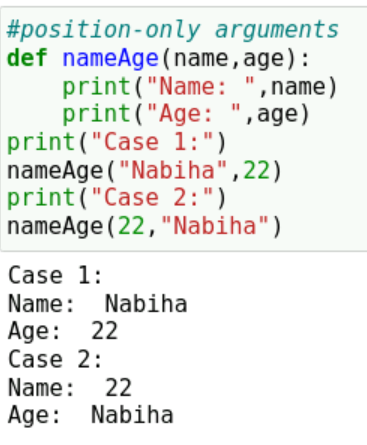 #position-only arguments
def nameAge(name,age):
    print("Name: ",name)
    print("Age: ",age)
print("Case 1:")
nameAge("Nabiha",22)
print("Case 2:")
nameAge(22,"Nabiha")
Case 1:
Name:  Nabiha
Age:  22
Case 2:
Name:  22
Age:  Nabiha